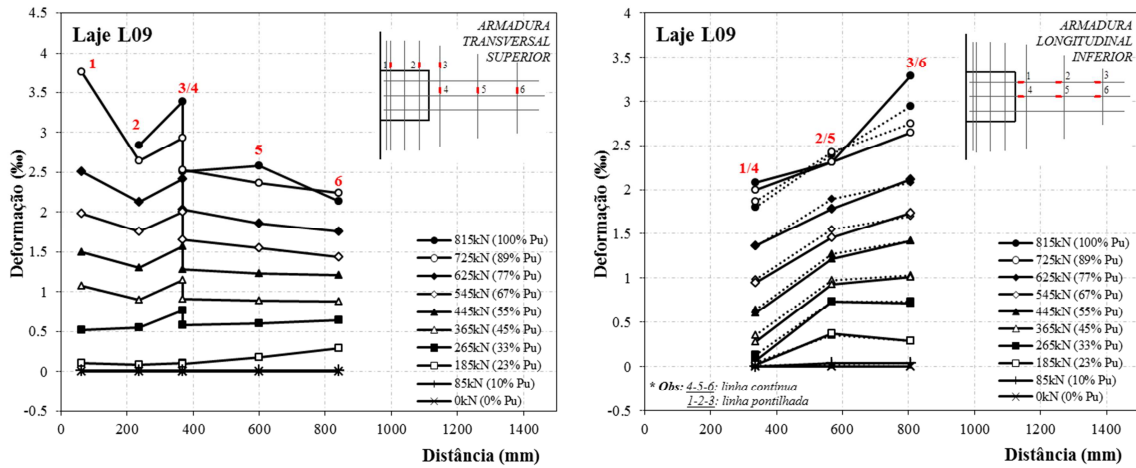 Laje L09
ARMADURA
TRANSVERSAL
SUPERIOR
1 2 3
4 5 6
1
2
3/4
5
6
4.5
4
3.5
3
2.5
2
1.5
1
0.5
0
-0.5
Deformação (‰)
0 200 400 600 800 1000 1200 1400
Distância (mm)
815kN (100% Pu)
725kN (89% Pu)
625kN (77% Pu)
545kN (67% Pu)
445kN (55% Pu)
365kN (45% Pu)
265kN (33% Pu)
185kN (23% Pu)
85kN (10% Pu)
0kN (0% Pu)
Laje L09
ARMADURA
LONGITUDINAL
INFERIOR
1 2 3
4 5 6
1/4
2/5
3/6
4
3.5
3
2.5
2
1.5
1
0.5
0
-0.5
Deformação (‰)
0 200 400 600 800 1000 1200 1400
Distância (mm)
815kN (100% Pu)
725kN (89% Pu)
625kN (77% Pu)
545kN (67% Pu)
445kN (55% Pu)
365kN (45% Pu)
265kN (33% Pu)
185kN (23% Pu)
85kN (10% Pu)
0kN (0% Pu)
* Obs: 4-5-6: linha contínua
1-2-3: linha pontilhada